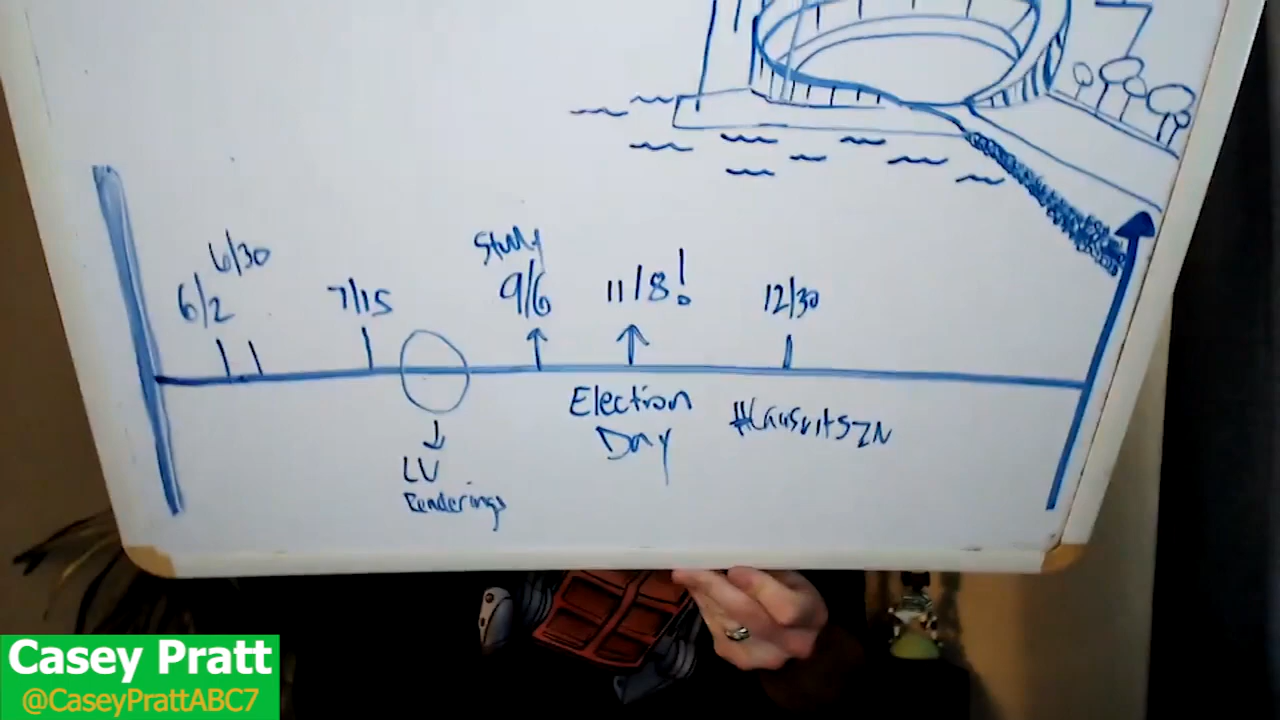 6/30
6/2
7/15
Study
9/6
11/8!
12/30
LV
Renderings
Election
Day
#LawsuitSZN
Casey Pratt
@CaseyPrattABC7